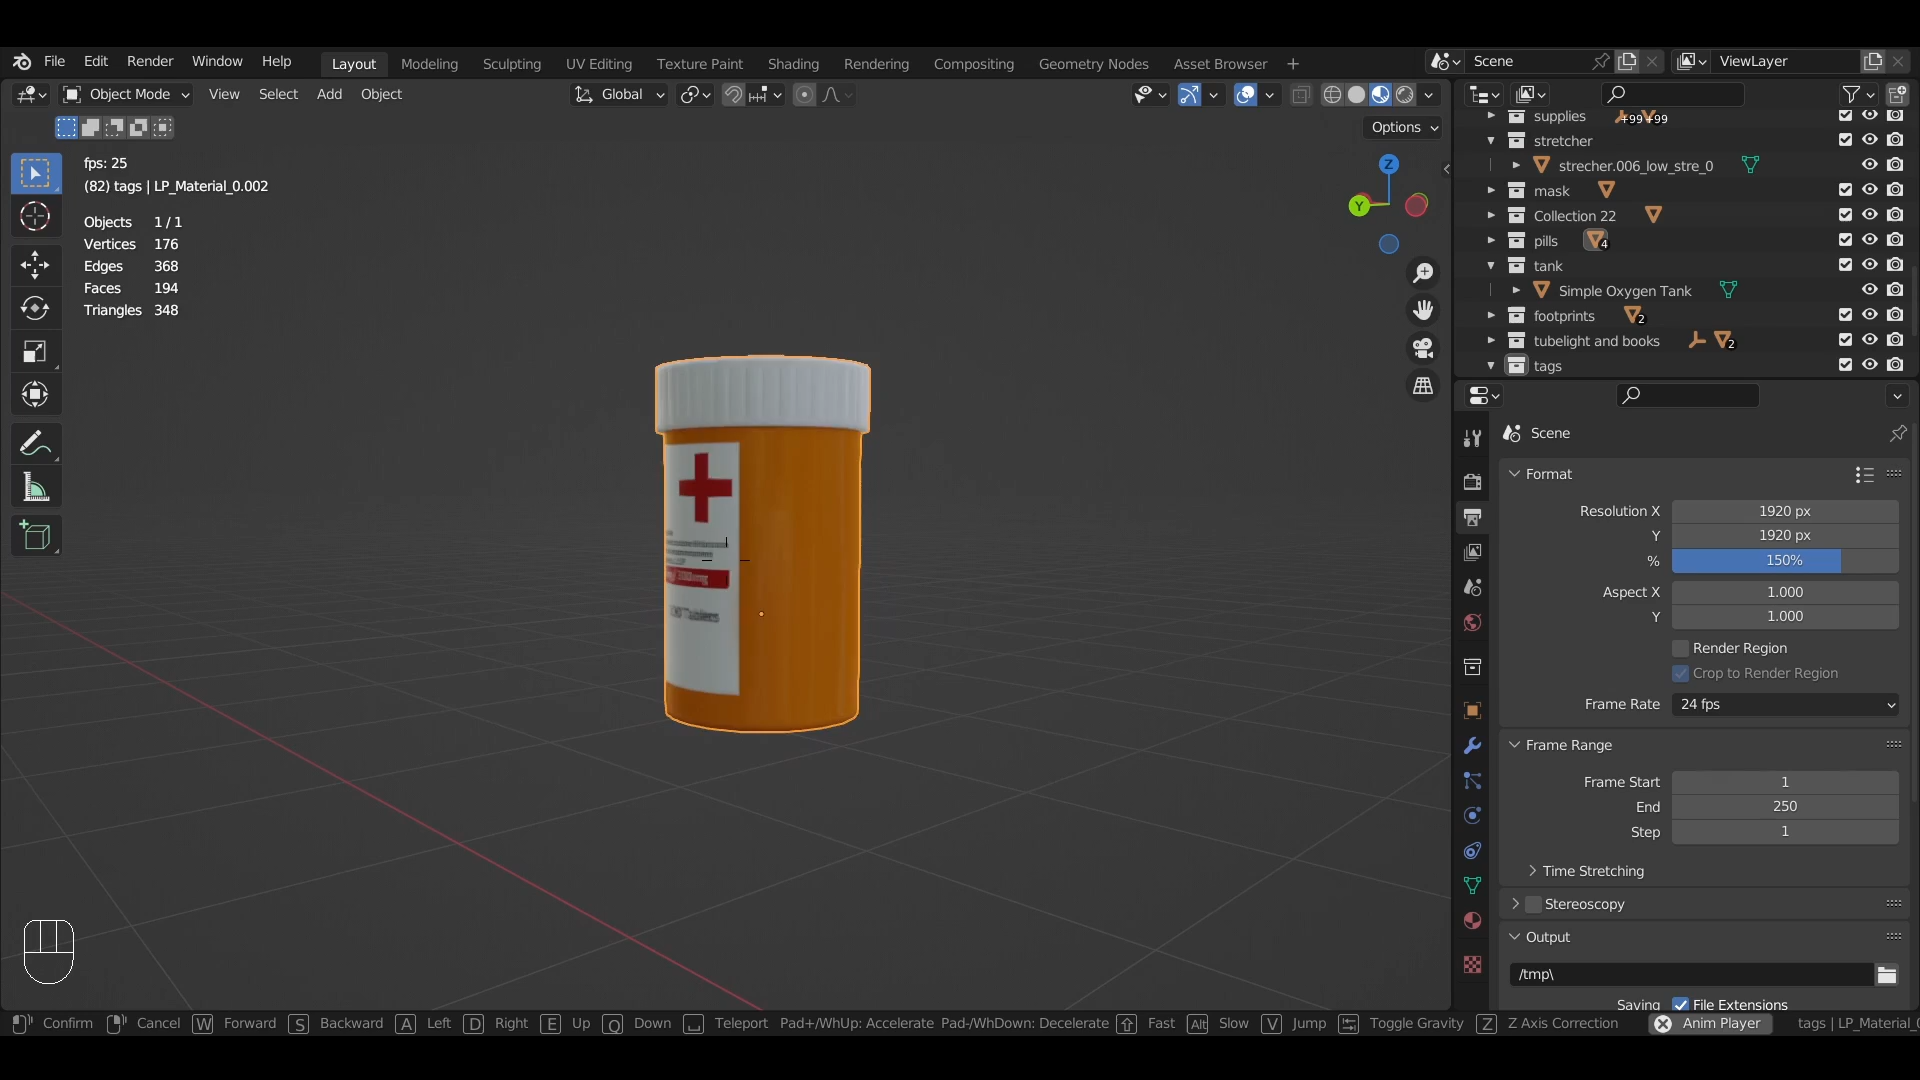 File Edit Render Window Help Layout Modeling Sculpting UV Editing Texture Paint Shading Rendering Compositing Geometry Nodes Asset Browser + Scene ViewLayer
Object Mode View Select Add Object Global
Options
fps: 25
(82) tags | LP_Material_0.002
Objects 1 / 1
Vertices 176
Edges 368
Faces 194
Triangles 348
Z
Y
supplies +99 +99
stretcher
strecher.006_low_stre_0
mask
Collection 22
pills 4
tank
Simple Oxygen Tank
footprints 2
tubelight and books 2
tags
Scene
Format
Resolution X 1920 px
Y 1920 px
% 150%
Aspect X 1.000
Y 1.000
Render Region
Crop to Render Region
Frame Rate 24 fps
Frame Range
Frame Start 1
End 250
Step 1
Time Stretching
Stereoscopy
Output
/tmp\
Saving File Extensions
Confirm Cancel W Forward S Backward A Left D Right E Up Q Down Teleport Pad+/WhUp: Accelerate Pad-/WhDown: Decelerate Fast Alt Slow V Jump Toggle Gravity Z Z Axis Correction Anim Player tags | LP_Material_0